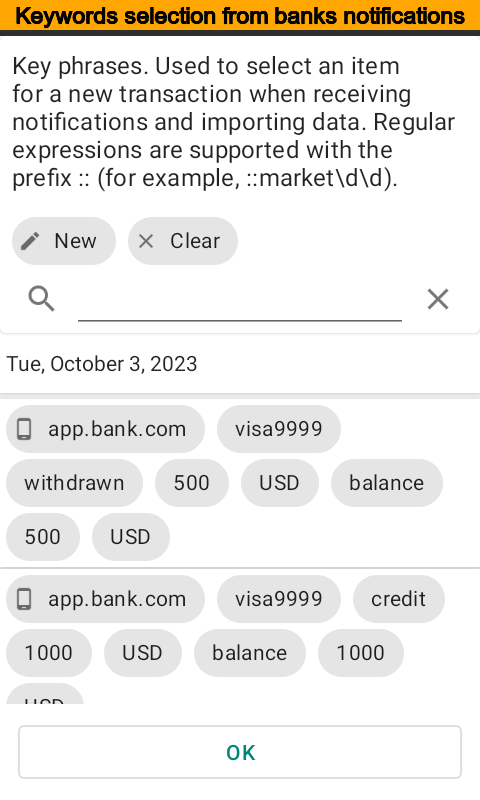 Keywords selection from banks notifications
Key phrases. Used to select an item
for a new transaction when receiving
notifications and importing data. Regular
expressions are supported with the
prefix :: (for example, ::market\d\d).
New Clear
Tue, October 3, 2023
app.bank.com visa9999
withdrawn 500 USD balance
500 USD
app.bank.com visa9999 credit
1000 USD balance 1000
USD
OK